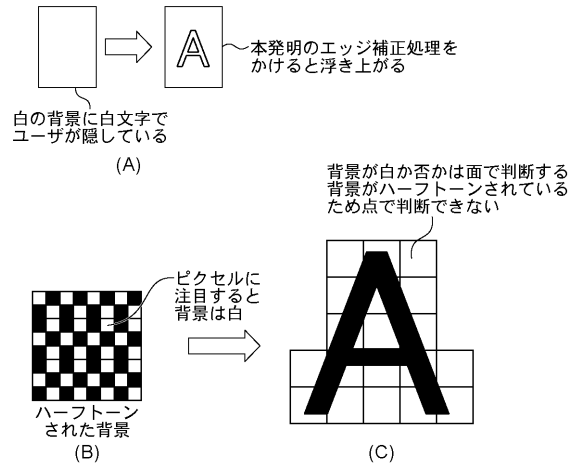 A
本発明のエッジ補正処理を
かけると浮き上がる
白の背景に白文字で
ユーザが隠している
(A)
背景が白か否かは面で判断する
背景がハーフトーンされている
ため点で判断できない
ピクセルに
注目すると
背景は白
A
ハーフトーン
された背景
(B)
(C)